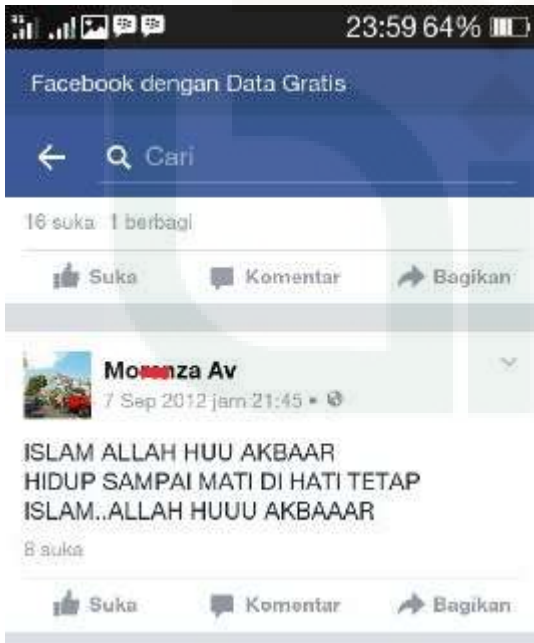 23:59 64%
Facebook dengan Data Gratis
Cari
16 suka 1 berbagi
Suka Komentar Bagikan
Av
7 Sep 2012 jam 21:45
ISLAM ALLAH HUU AKBAAR
HIDUP SAMPAI MATI DI HATI TETAP
ISLAM..ALLAH HUUU AKBAAAR
8 suka
Suka Komentar Bagikan